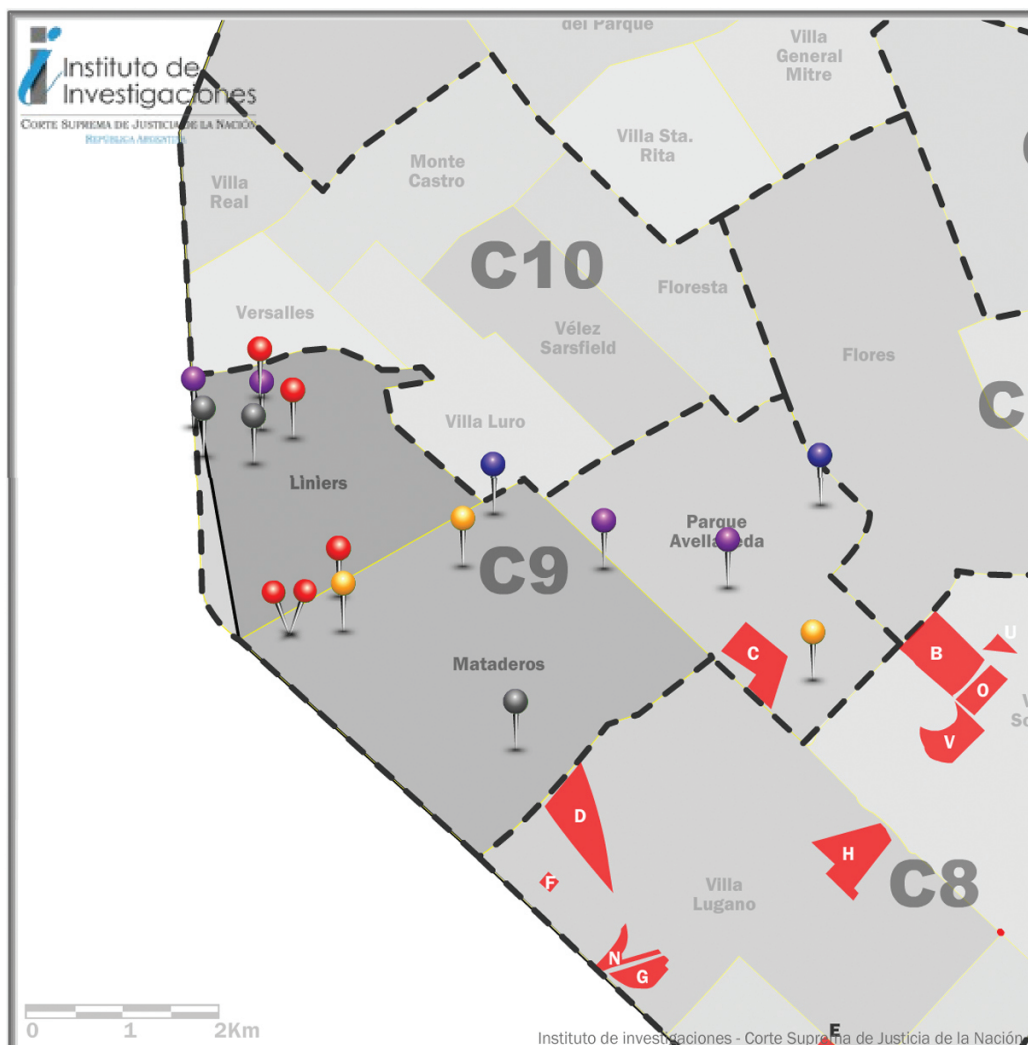 del Parque
Instituto de
Investigaciones
CORTE SUPREMA DE JUSTICIA DE LA NACIÓN
REPÚBLICA ARGENTINA
Villa
General
Mitre
Villa Sta.
Rita
Monte
Castro
Villa
Real
C10
Floresta
Versalles
Vélez
Sarsfield
Flores
Villa Luro
Liniers
Parque
Avellaneda
C9
Mataderos
C
B
U
O
V
D
H
F
Villa
Lugano
C8
N
G
E
0 1 2Km
Instituto de investigaciones - Corte Suprema de Justicia de la Nación